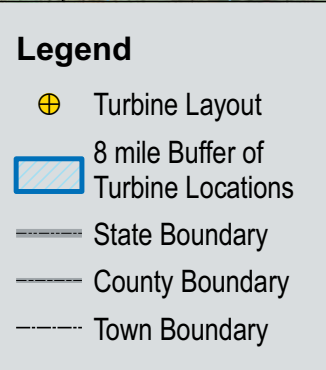 Legend
Turbine Layout
8 mile Buffer of
Turbine Locations
State Boundary
County Boundary
Town Boundary